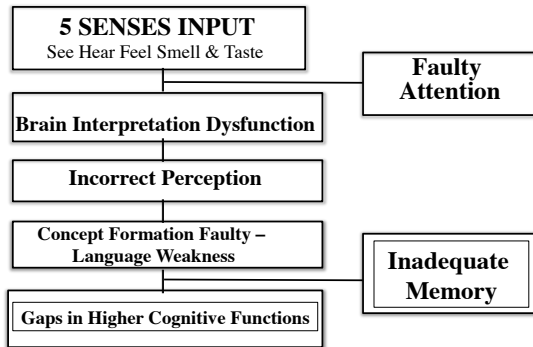 5 SENSES INPUT
See Hear Feel Smell & Taste
Faulty
Attention
Brain Interpretation Dysfunction
Incorrect Perception
Concept Formation Faulty –
Language Weakness
Inadequate
Memory
Gaps in Higher Cognitive Functions